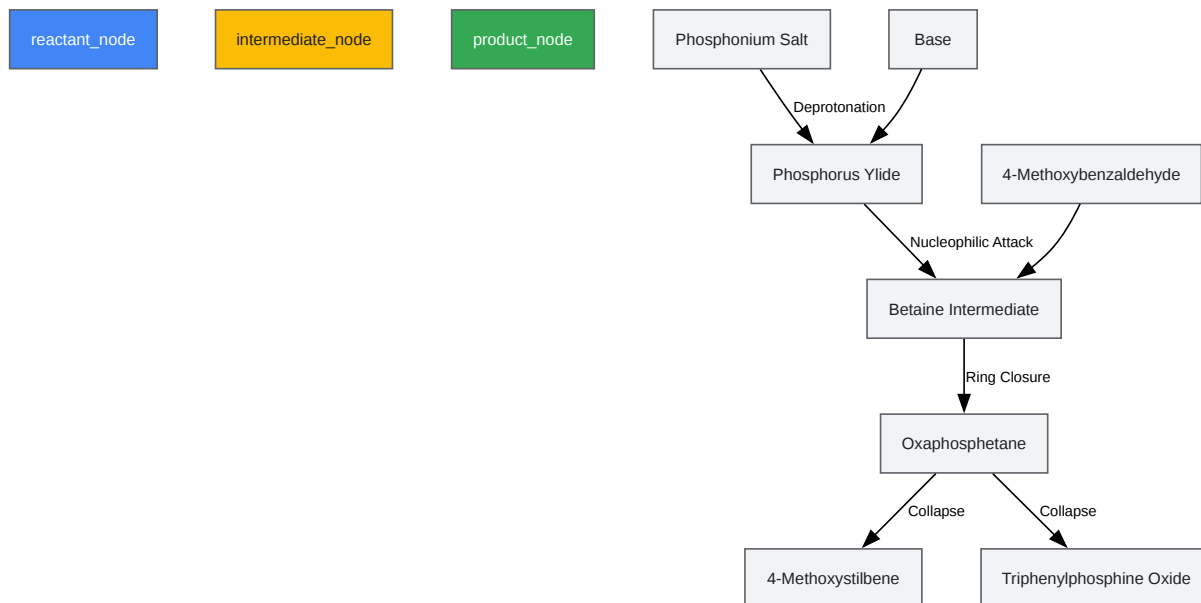 reactant_node
intermediate_node
product_node
Phosphonium Salt
Base
Deprotonation
Phosphorus Ylide
4-Methoxybenzaldehyde
Nucleophilic Attack
Betaine Intermediate
Ring Closure
Oxaphosphetane
Collapse
Collapse
4-Methoxystilbene
Triphenylphosphine Oxide